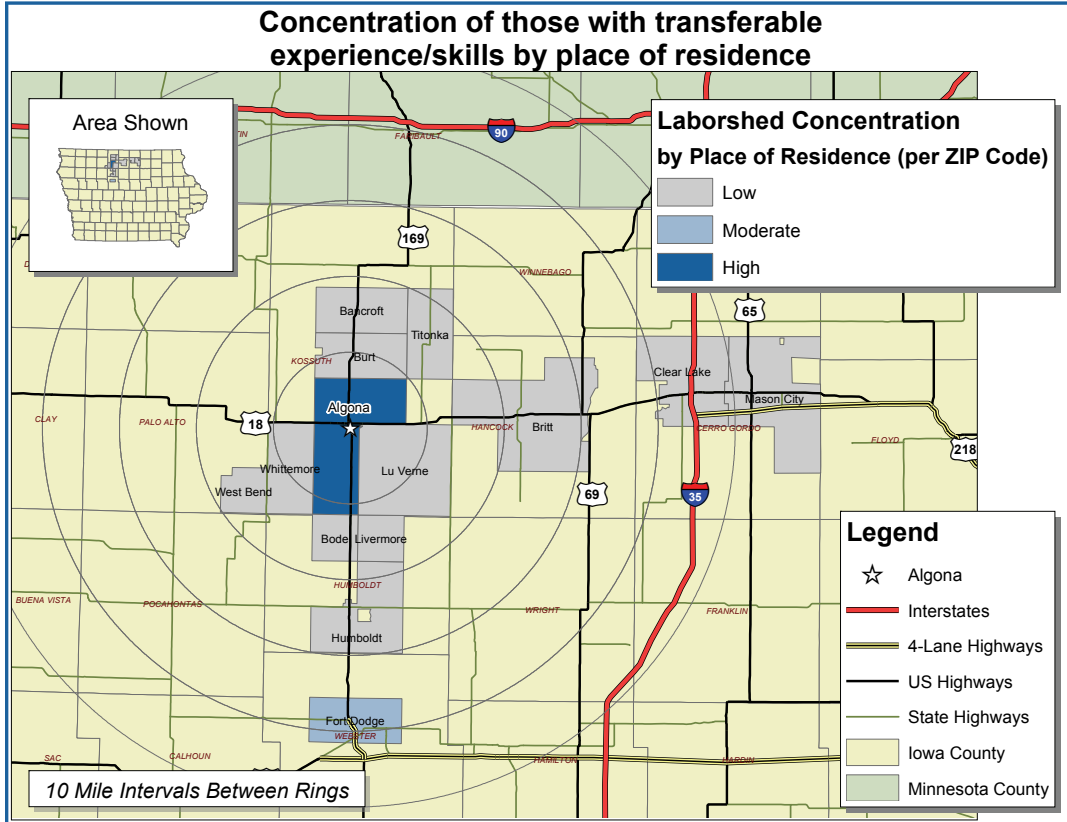 Concentration of those with transferable
experience/skills by place of residence
Area Shown
Laborshed Concentration
by Place of Residence (per ZIP Code)
Low
Moderate
High
TIN
FARIBAULT
90
169
WINNEBAGO
65
Bancroft
Titonka
KOSSUTH
Burt
Clear Lake
Mason City
Algona
CLAY
PALO ALTO
18
HANCOCK
Britt
CERRO GORDO
FLOYD
218
Whittemore
Lu Verne
West Bend
69
35
Bode
Livermore
HUMBOLDT
BUENA VISTA
POCAHONTAS
WRIGHT
FRANKLIN
Humboldt
Fort Dodge
WEBSTER
SAC
CALHOUN
HAMILTON
HARDIN
10 Mile Intervals Between Rings
Legend
Algona
Interstates
4-Lane Highways
US Highways
State Highways
Iowa County
Minnesota County